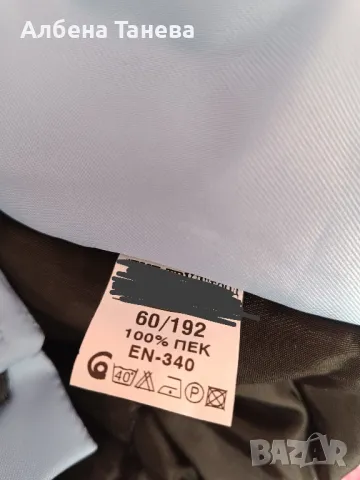 Албена Танева
60/192
100% ПЕК
EN-340
40° P
BAZAR